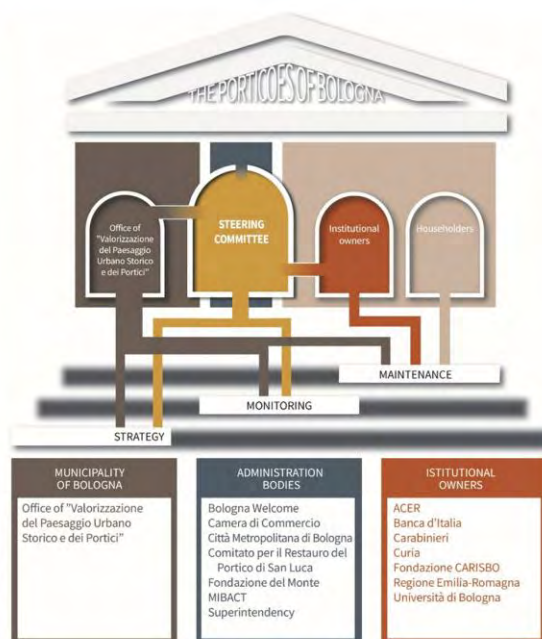 THE PORTICOES OF BOLOGNA
Office of
"Valorizzazione
del Paesaggio
Urbano Storico
e dei Portici"
STEERING
COMMITTEE
Institutional
owners
Householders
MAINTENANCE
MONITORING
STRATEGY
MUNICIPALITY
OF BOLOGNA
Office of "Valorizzazione
del Paesaggio Urbano
Storico e dei Portici"
ADMINISTRATION
BODIES
Bologna Welcome
Camera di Commercio
Città Metropolitana di Bologna
Comitato per il Restauro del
Portico di San Luca
Fondazione del Monte
MIBACT
Superintendency
ISTITUTIONAL
OWNERS
ACER
Banca d'Italia
Carabinieri
Curia
Fondazione CARISBO
Regione Emilia-Romagna
Università di Bologna